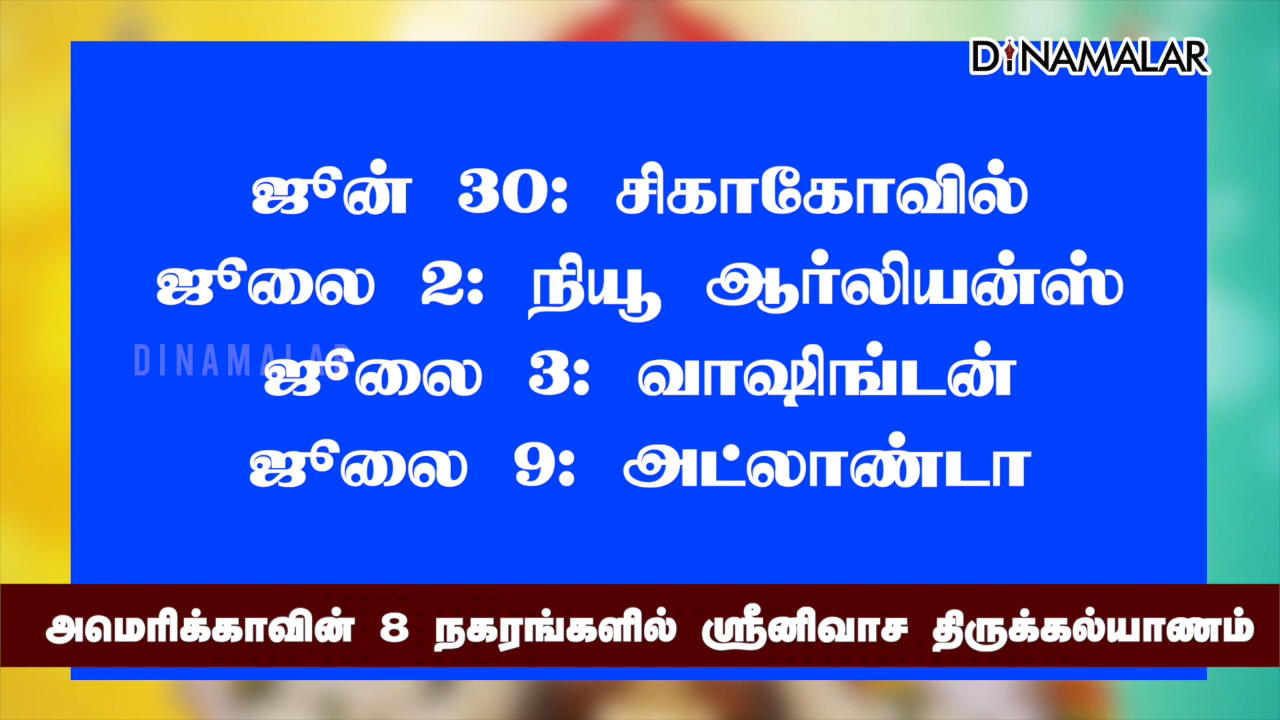 DINAMALAR
ஜூன் 30: சிகாகோவில்
ஜூலை 2: நியூ ஆர்லியன்ஸ்
DINAMALAR
ஜூலை 3: வாஷிங்டன்
ஜூலை 9: அட்லாண்டா
அமெரிக்காவின் 8 நகரங்களில் ஸ்ரீனிவாச திருக்கல்யாணம்